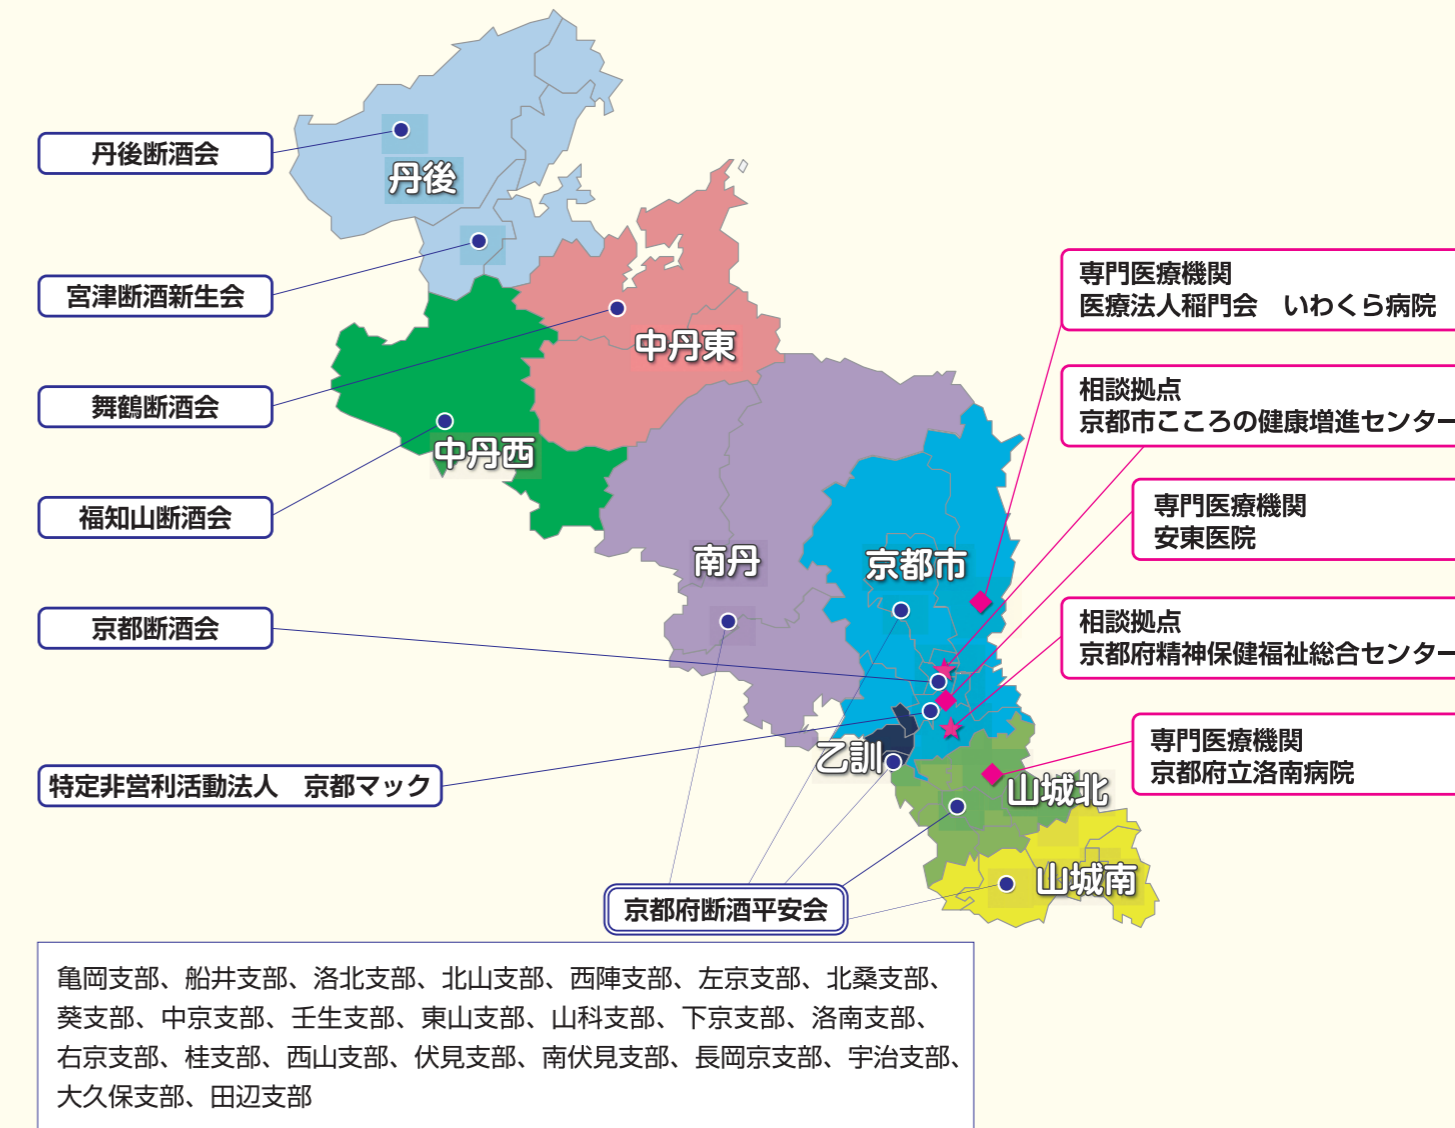 丹後断酒会
丹後
宮津断酒新生会
専門医療機関
医療法人稲門会　いわくら病院
中丹東
相談拠点
京都市こころの健康増進センター
舞鶴断酒会
中丹西
専門医療機関
安東医院
福知山断酒会
南丹
京都市
京都断酒会
相談拠点
京都府精神保健福祉総合センター
専門医療機関
京都府立洛南病院
乙訓
特定非営利活動法人　京都マック
山城北
山城南
京都府断酒平安会
亀岡支部、船井支部、洛北支部、北山支部、西陣支部、左京支部、北桑支部、
葵支部、中京支部、壬生支部、東山支部、山科支部、下京支部、洛南支部、
右京支部、桂支部、西山支部、伏見支部、南伏見支部、長岡京支部、宇治支部、
大久保支部、田辺支部